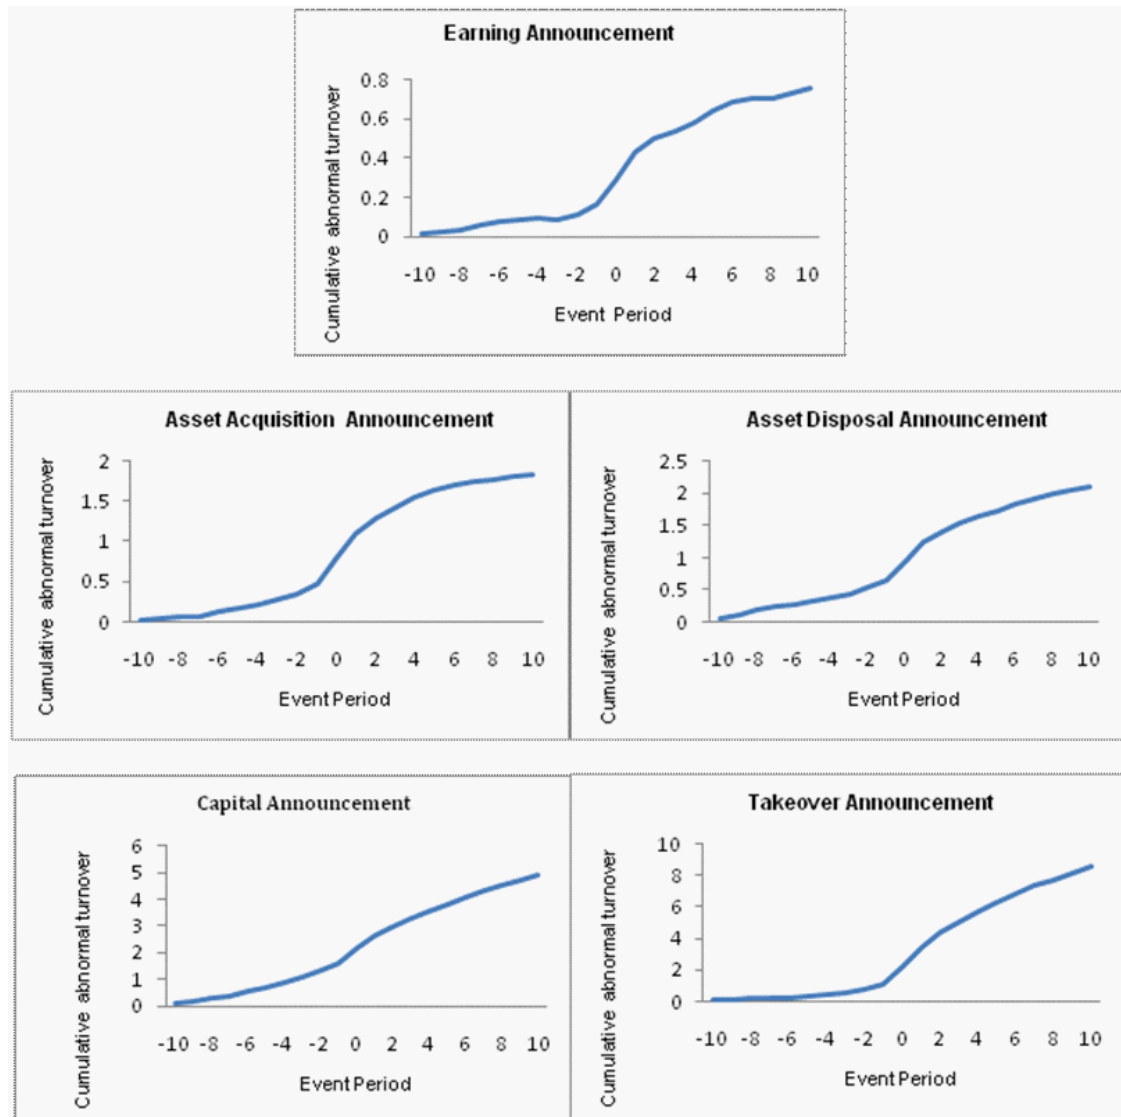 Earning Announcement
Cumulative abnormal turnover
0.8
0.6
0.4
0.2
0
-10 -8 -6 -4 -2 0 2 4 6 8 10
Event Period
Asset Acquisition Announcement
Cumulative abnormal turnover
2
1.5
1
0.5
0
-10 -8 -6 -4 -2 0 2 4 6 8 10
Event Period
Asset Disposal Announcement
Cumulative abnormal turnover
2.5
2
1.5
1
0.5
0
-10 -8 -6 -4 -2 0 2 4 6 8 10
Event Period
Capital Announcement
Cumulative abnormal turnover
6
5
4
3
2
1
0
-10 -8 -6 -4 -2 0 2 4 6 8 10
Event Period
Takeover Announcement
Cumulative abnormal turnover
10
8
6
4
2
0
-10 -8 -6 -4 -2 0 2 4 6 8 10
Event Period